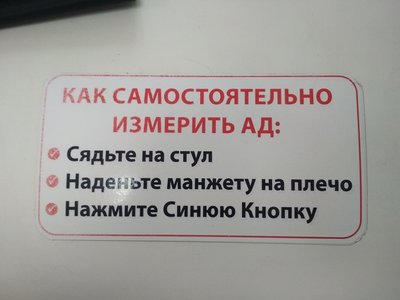 КАК САМОСТОЯТЕЛЬНО
ИЗМЕРИТЬ АД:
Сядьте на стул
Наденьте манжету на плечо
Нажмите Синюю Кнопку